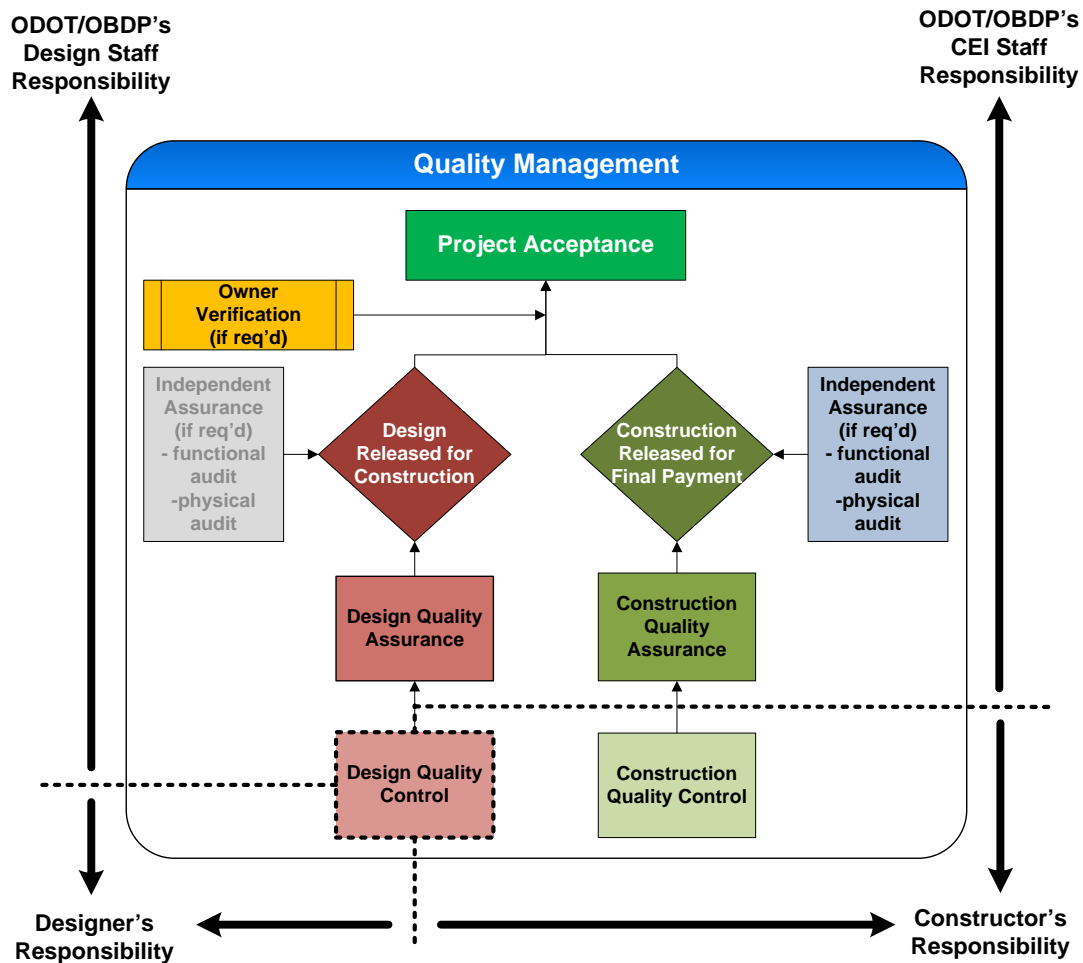 ODOT/OBDP's
Design Staff
Responsibility
ODOT/OBDP's
CEI Staff
Responsibility
Quality Management
Project Acceptance
Owner
Verification
(if req'd)
Independent
Assurance
(if req'd)
- functional
audit
-physical
audit
Design
Released for
Construction
Construction
Released for
Final Payment
Independent
Assurance
(if req'd)
- functional
audit
-physical
audit
Design Quality
Assurance
Construction
Quality
Assurance
Design Quality
Control
Construction
Quality Control
Designer's
Responsibility
Constructor's
Responsibility